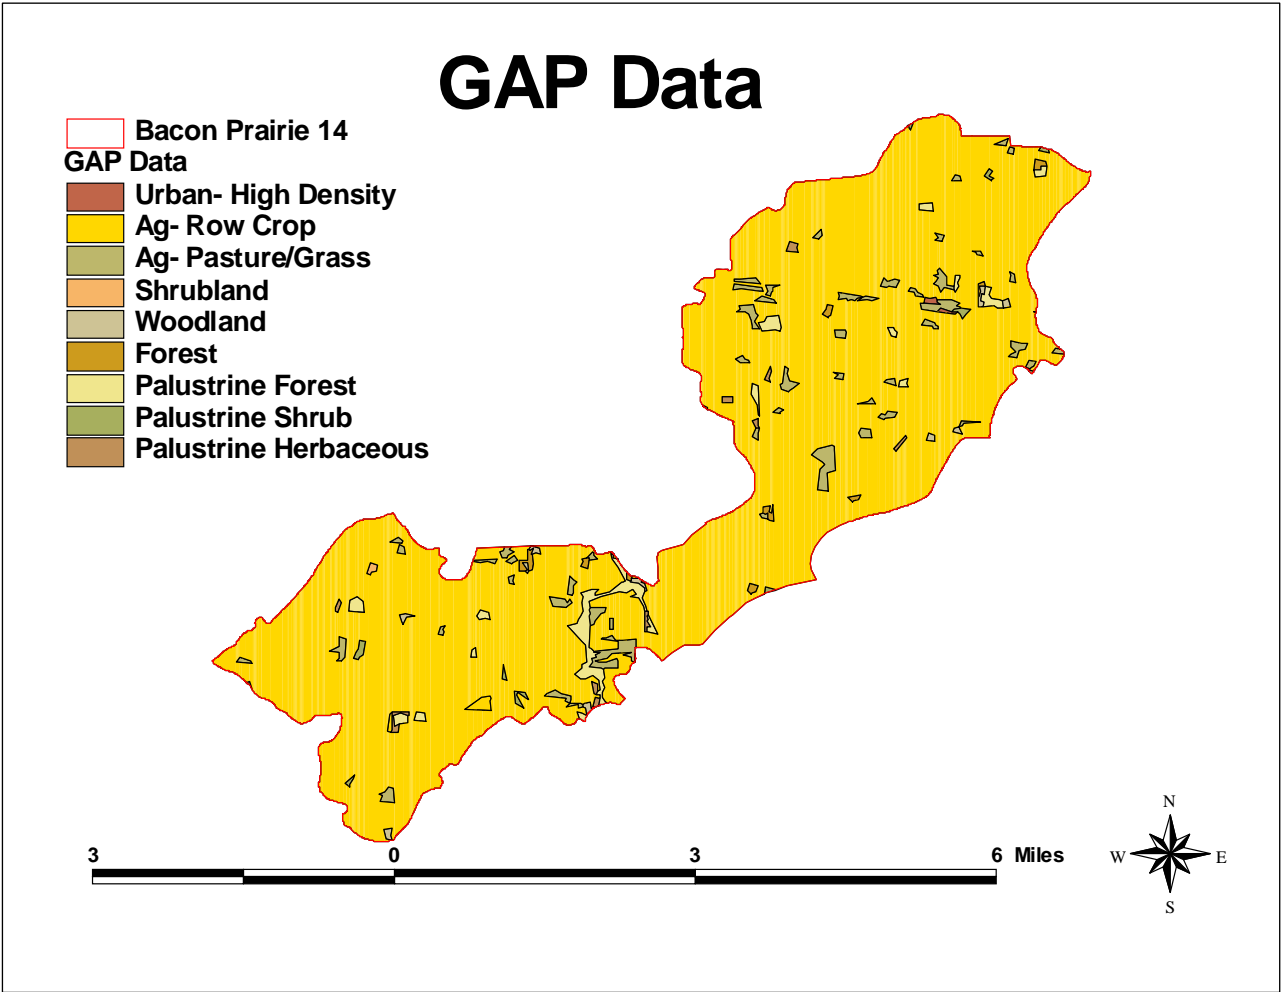 GAP Data
Bacon Prairie 14
GAP Data
Urban- High Density
Ag- Row Crop
Ag- Pasture/Grass
Shrubland
Woodland
Forest
Palustrine Forest
Palustrine Shrub
Palustrine Herbaceous
3 0 3 6 Miles
N
W E
S